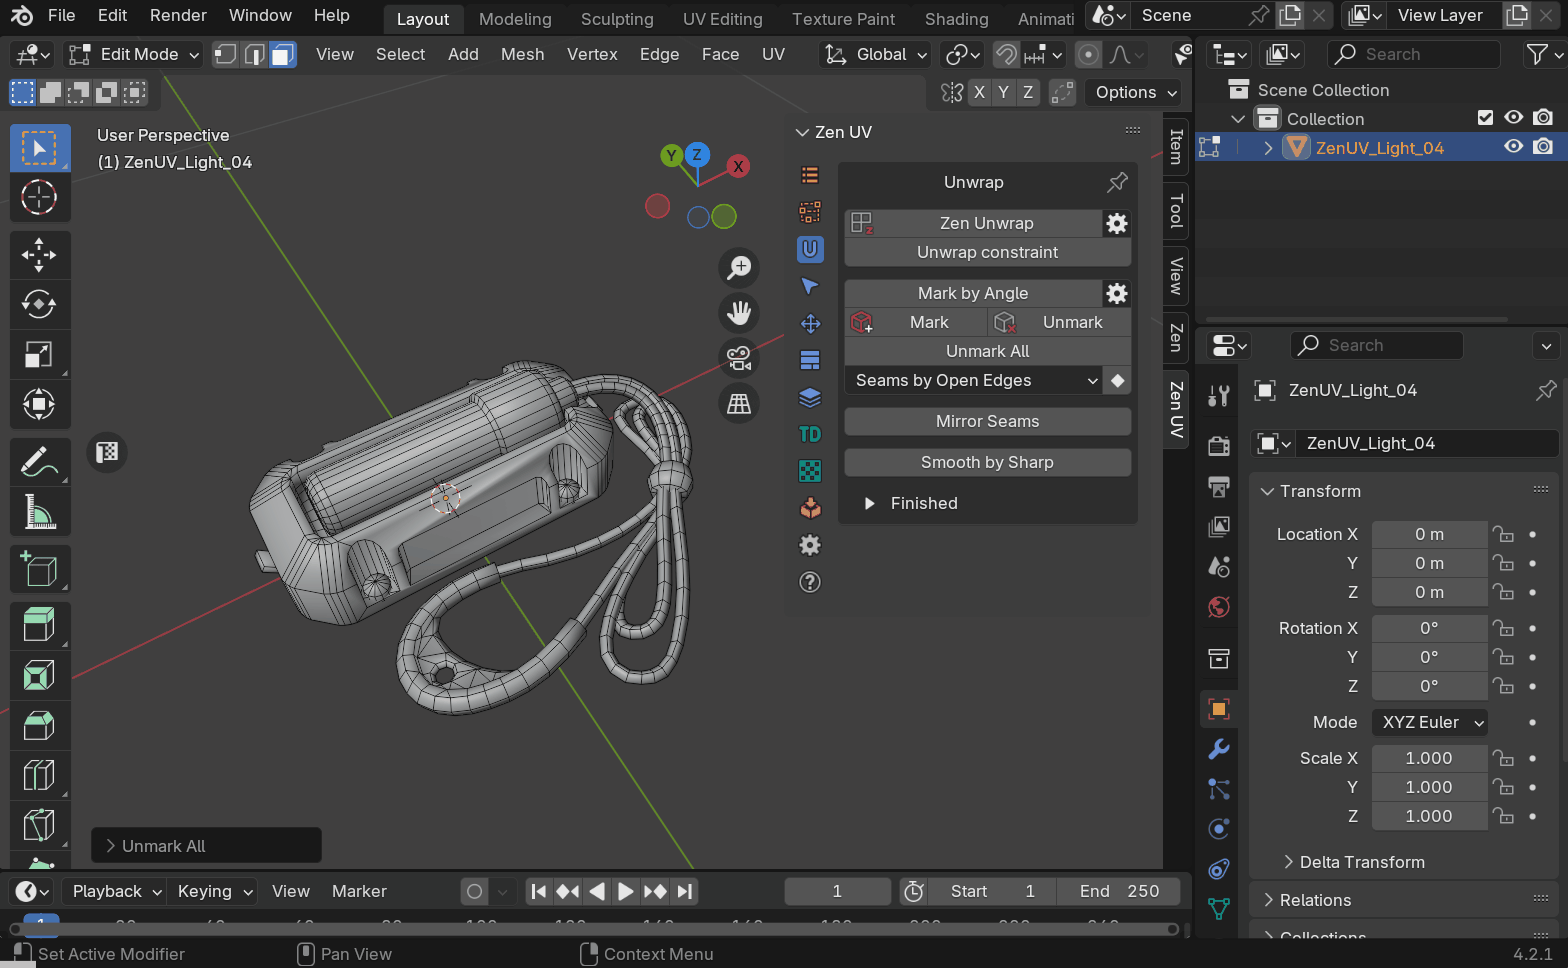 File Edit Render Window Help Layout Modeling Sculpting UV Editing Texture Paint Shading Animati Scene View Layer
Edit Mode View Select Add Mesh Vertex Edge Face UV Global Search
X Y Z Options
User Perspective
(1) ZenUV_Light_04
Y Z X
Zen UV
Unwrap
Zen Unwrap
Unwrap constraint
Mark by Angle
Mark Unmark
Unmark All
Seams by Open Edges
Mirror Seams
Smooth by Sharp
Finished
TD
Item
Tool
View
Zen
Zen UV
Unmark All
Scene Collection
Collection
ZenUV_Light_04
Search
ZenUV_Light_04
ZenUV_Light_04
Transform
Location X 0 m
Y 0 m
Z 0 m
Rotation X 0°
Y 0°
Z 0°
Mode XYZ Euler
Scale X 1.000
Y 1.000
Z 1.000
Delta Transform
Relations
Collections
Playback Keying View Marker 1 Start 1 End 250
Set Active Modifier Pan View Context Menu 4.2.1